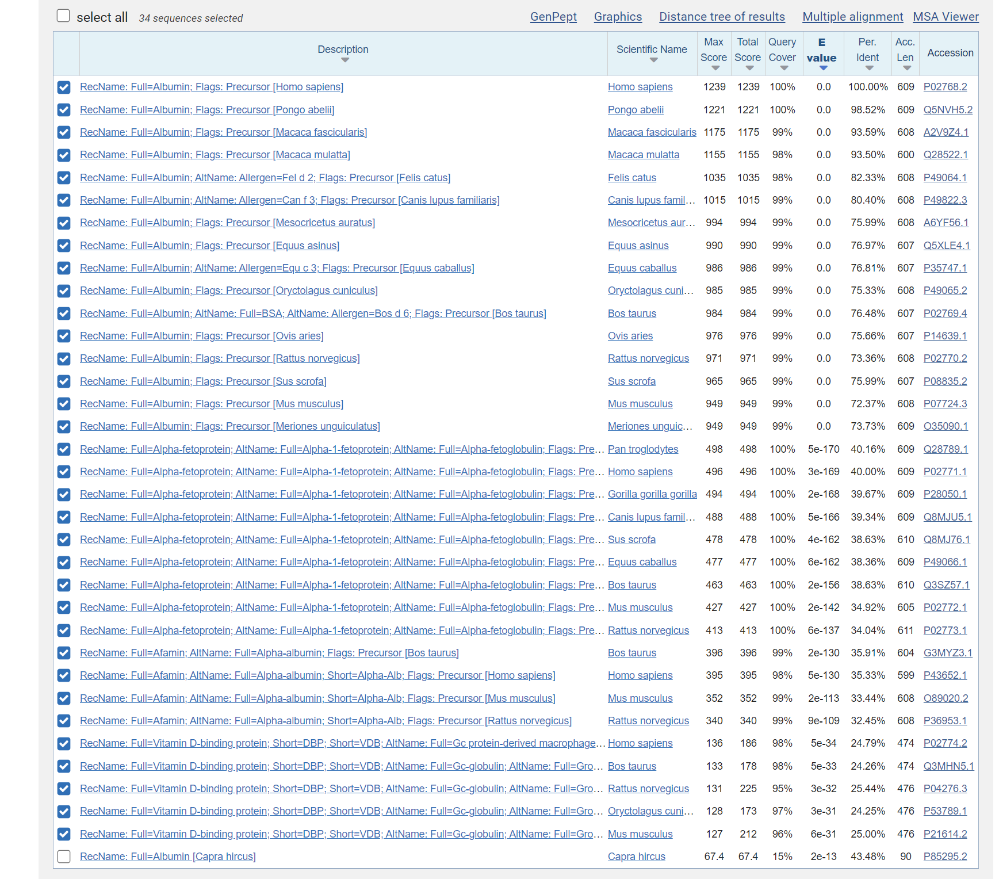 select all 34 sequences selected GenPept Graphics Distance tree of results Multiple alignment MSA Viewer
Description Scientific Name Max Score Total Score Query Cover E value Per. Ident Acc. Len Accession
RecName: Full=Albumin; Flags: Precursor [Homo sapiens] Homo sapiens 1239 1239 100% 0.0 100.00% 609 P02768.2
RecName: Full=Albumin; Flags: Precursor [Pongo abelii] Pongo abelii 1221 1221 100% 0.0 98.52% 609 Q5NVH5.2
RecName: Full=Albumin; Flags: Precursor [Macaca fascicularis] Macaca fascicularis 1175 1175 99% 0.0 93.59% 608 A2V9Z4.1
RecName: Full=Albumin; Flags: Precursor [Macaca mulatta] Macaca mulatta 1155 1155 98% 0.0 93.50% 600 Q28522.1
RecName: Full=Albumin; AltName: Allergen=Fel d 2; Flags: Precursor [Felis catus] Felis catus 1035 1035 98% 0.0 82.33% 608 P49064.1
RecName: Full=Albumin; AltName: Allergen=Can f 3; Flags: Precursor [Canis lupus familiaris] Canis lupus famil... 1015 1015 99% 0.0 80.40% 608 P49822.3
RecName: Full=Albumin; Flags: Precursor [Mesocricetus auratus] Mesocricetus aur... 994 994 99% 0.0 75.99% 608 A6YF56.1
RecName: Full=Albumin; Flags: Precursor [Equus asinus] Equus asinus 990 990 99% 0.0 76.97% 607 Q5XLE4.1
RecName: Full=Albumin; AltName: Allergen=Equ c 3; Flags: Precursor [Equus caballus] Equus caballus 986 986 99% 0.0 76.81% 607 P35747.1
RecName: Full=Albumin; Flags: Precursor [Oryctolagus cuniculus] Oryctolagus cuni... 985 985 99% 0.0 75.33% 608 P49065.2
RecName: Full=Albumin; AltName: Full=BSA; AltName: Allergen=Bos d 6; Flags: Precursor [Bos taurus] Bos taurus 984 984 99% 0.0 76.48% 607 P02769.4
RecName: Full=Albumin; Flags: Precursor [Ovis aries] Ovis aries 976 976 99% 0.0 75.66% 607 P14639.1
RecName: Full=Albumin; Flags: Precursor [Rattus norvegicus] Rattus norvegicus 971 971 99% 0.0 73.36% 608 P02770.2
RecName: Full=Albumin; Flags: Precursor [Sus scrofa] Sus scrofa 965 965 99% 0.0 75.99% 607 P08835.2
RecName: Full=Albumin; Flags: Precursor [Mus musculus] Mus musculus 949 949 99% 0.0 72.37% 608 P07724.3
RecName: Full=Albumin; Flags: Precursor [Meriones unguiculatus] Meriones unguic... 949 949 99% 0.0 73.73% 609 O35090.1
RecName: Full=Alpha-fetoprotein; AltName: Full=Alpha-1-fetoprotein; AltName: Full=Alpha-fetoglobulin; Flags: Pre... Pan troglodytes 498 498 100% 5e-170 40.16% 609 Q28789.1
RecName: Full=Alpha-fetoprotein; AltName: Full=Alpha-1-fetoprotein; AltName: Full=Alpha-fetoglobulin; Flags: Pre... Homo sapiens 496 496 100% 3e-169 40.00% 609 P02771.1
RecName: Full=Alpha-fetoprotein; AltName: Full=Alpha-1-fetoprotein; AltName: Full=Alpha-fetoglobulin; Flags: Pre... Gorilla gorilla gorilla 494 494 100% 2e-168 39.67% 609 P28050.1
RecName: Full=Alpha-fetoprotein; AltName: Full=Alpha-1-fetoprotein; AltName: Full=Alpha-fetoglobulin; Flags: Pre... Canis lupus famil... 488 488 100% 5e-166 39.34% 609 Q8MJU5.1
RecName: Full=Alpha-fetoprotein; AltName: Full=Alpha-1-fetoprotein; AltName: Full=Alpha-fetoglobulin; Flags: Pre... Sus scrofa 478 478 100% 4e-162 38.63% 610 Q8MJ76.1
RecName: Full=Alpha-fetoprotein; AltName: Full=Alpha-1-fetoprotein; AltName: Full=Alpha-fetoglobulin; Flags: Pre... Equus caballus 477 477 100% 6e-162 38.36% 609 P49066.1
RecName: Full=Alpha-fetoprotein; AltName: Full=Alpha-1-fetoprotein; AltName: Full=Alpha-fetoglobulin; Flags: Pre... Bos taurus 463 463 100% 2e-156 38.63% 610 Q3SZ57.1
RecName: Full=Alpha-fetoprotein; AltName: Full=Alpha-1-fetoprotein; AltName: Full=Alpha-fetoglobulin; Flags: Pre... Mus musculus 427 427 100% 2e-142 34.92% 605 P02772.1
RecName: Full=Alpha-fetoprotein; AltName: Full=Alpha-1-fetoprotein; AltName: Full=Alpha-fetoglobulin; Flags: Pre... Rattus norvegicus 413 413 100% 6e-137 34.04% 611 P02773.1
RecName: Full=Afamin; AltName: Full=Alpha-albumin; Flags: Precursor [Bos taurus] Bos taurus 396 396 99% 2e-130 35.91% 604 G3MYZ3.1
RecName: Full=Afamin; AltName: Full=Alpha-albumin; Short=Alpha-Alb; Flags: Precursor [Homo sapiens] Homo sapiens 395 395 98% 5e-130 35.33% 599 P43652.1
RecName: Full=Afamin; AltName: Full=Alpha-albumin; Short=Alpha-Alb; Flags: Precursor [Mus musculus] Mus musculus 352 352 99% 2e-113 33.44% 608 O89020.2
RecName: Full=Afamin; AltName: Full=Alpha-albumin; Short=Alpha-Alb; Flags: Precursor [Rattus norvegicus] Rattus norvegicus 340 340 99% 9e-109 32.45% 608 P36953.1
RecName: Full=Vitamin D-binding protein; Short=DBP; Short=VDB; AltName: Full=Gc protein-derived macrophage... Homo sapiens 136 186 98% 5e-34 24.79% 474 P02774.2
RecName: Full=Vitamin D-binding protein; Short=DBP; Short=VDB; AltName: Full=Gc-globulin; AltName: Full=Gro... Bos taurus 133 178 98% 5e-33 24.26% 474 Q3MHN5.1
RecName: Full=Vitamin D-binding protein; Short=DBP; Short=VDB; AltName: Full=Gc-globulin; AltName: Full=Gro... Rattus norvegicus 131 225 95% 3e-32 25.44% 476 P04276.3
RecName: Full=Vitamin D-binding protein; Short=DBP; Short=VDB; AltName: Full=Gc-globulin; AltName: Full=Gro... Oryctolagus cuni... 128 173 97% 3e-31 24.25% 476 P53789.1
RecName: Full=Vitamin D-binding protein; Short=DBP; Short=VDB; AltName: Full=Gc-globulin; AltName: Full=Gro... Mus musculus 127 212 96% 6e-31 25.00% 476 P21614.2
RecName: Full=Albumin [Capra hircus] Capra hircus 67.4 67.4 15% 2e-13 43.48% 90 P85295.2